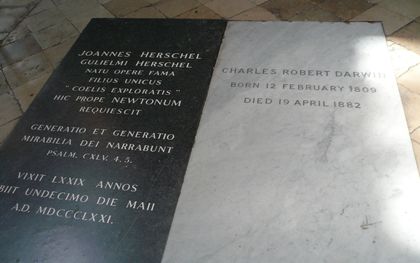 JOANNES HERSCHEL
GULIELMI HERSCHEL
NATU OPERE FAMA
FILIUS UNICUS
"COELIS EXPLORATIS"
HIC PROPE NEWTONUM
REQUIESCIT
GENERATIO ET GENERATIO
MIRABILIA DEI NARRABUNT
PSALM. CXLV. 4. 5.
VIXIT LXXIX ANNOS
BIIT UNDECIMO DIE MAII
A.D. MDCCCLXXI.
CHARLES ROBERT DARWIN
BORN 12 FEBRUARY 1809
DIED 19 APRIL 1882